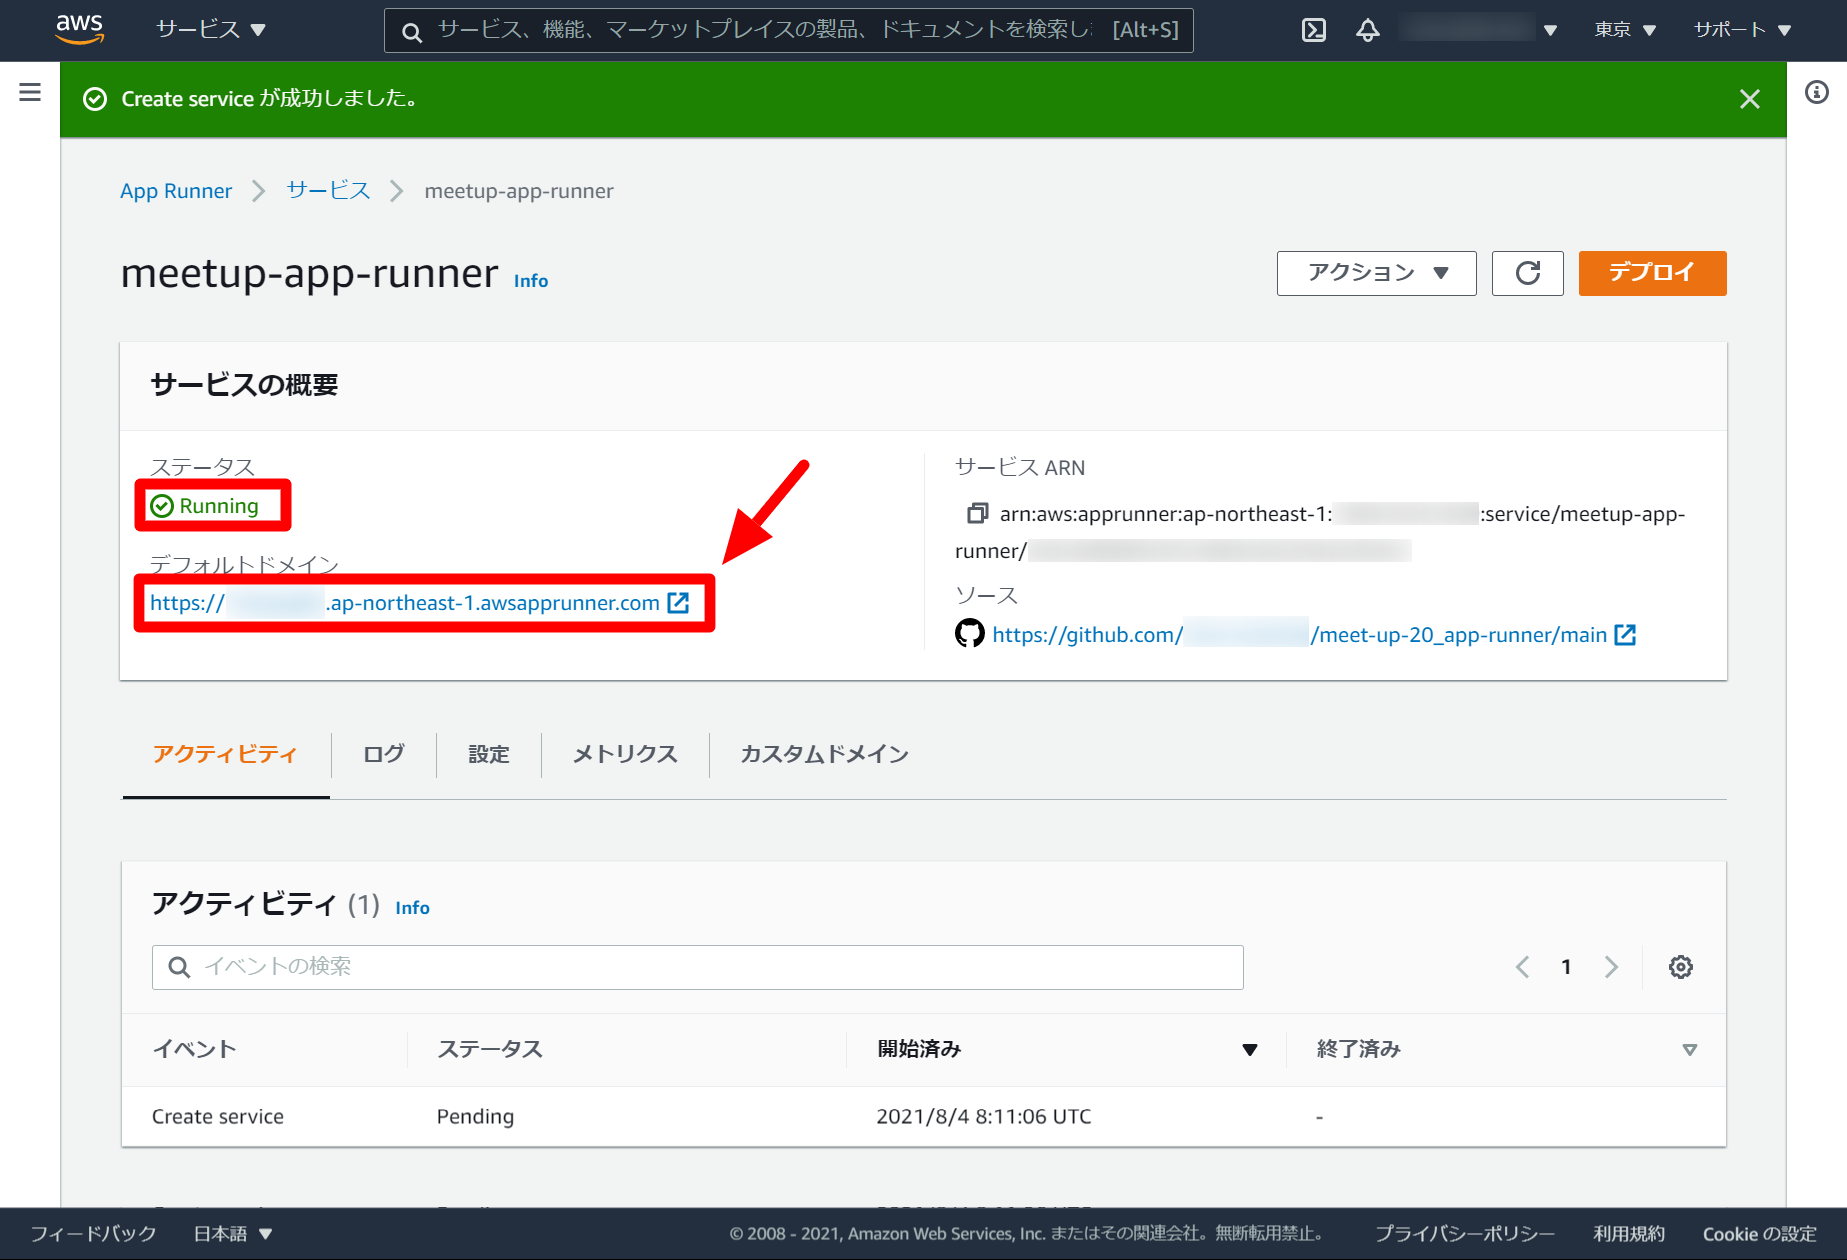 aws サービス ▼ サービス、機能、マーケットプレイスの製品、ドキュメントを検索し [Alt+S] 東京 ▼ サポート ▼
Create service が成功しました。
App Runner > サービス > meetup-app-runner
meetup-app-runner Info アクション ▼ デプロイ
サービスの概要
ステータス
Running
デフォルトドメイン
https:// .ap-northeast-1.awsapprunner.com
サービス ARN
arn:aws:apprunner:ap-northeast-1: :service/meetup-app-
runner/
ソース
https://github.com/ /meet-up-20_app-runner/main
アクティビティ ログ 設定 メトリクス カスタムドメイン
アクティビティ (1) Info
イベントの検索 < 1 >
イベント ステータス 開始済み ▼ 終了済み ▽
Create service Pending 2021/8/4 8:11:06 UTC -
フィードバック 日本語 ▼ © 2008 - 2021, Amazon Web Services, Inc. またはその関連会社。無断転用禁止。 プライバシーポリシー 利用規約 Cookie の設定